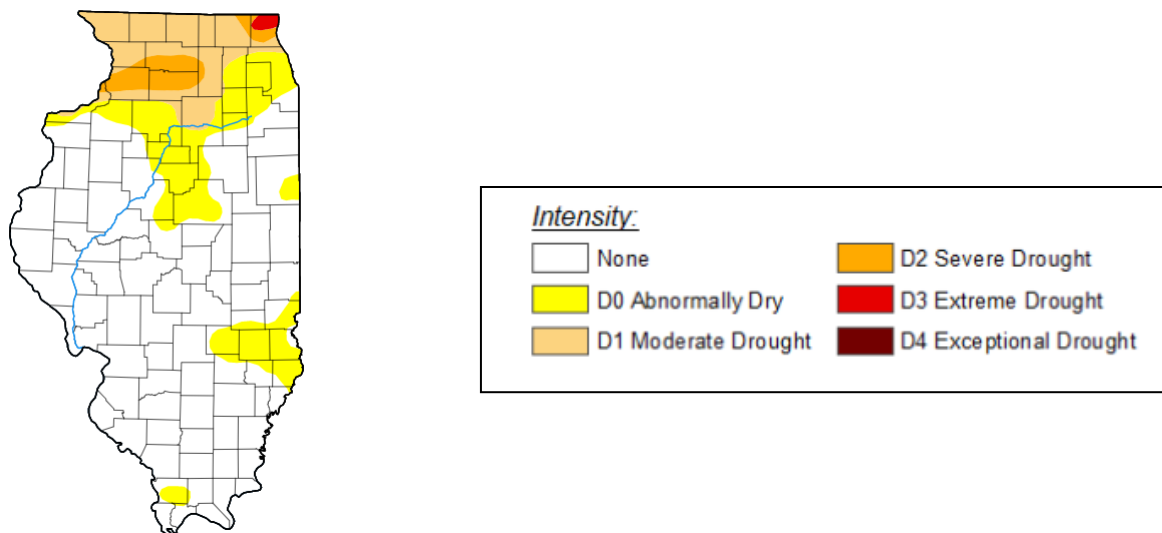 Intensity:
None
D0 Abnormally Dry
D1 Moderate Drought
D2 Severe Drought
D3 Extreme Drought
D4 Exceptional Drought